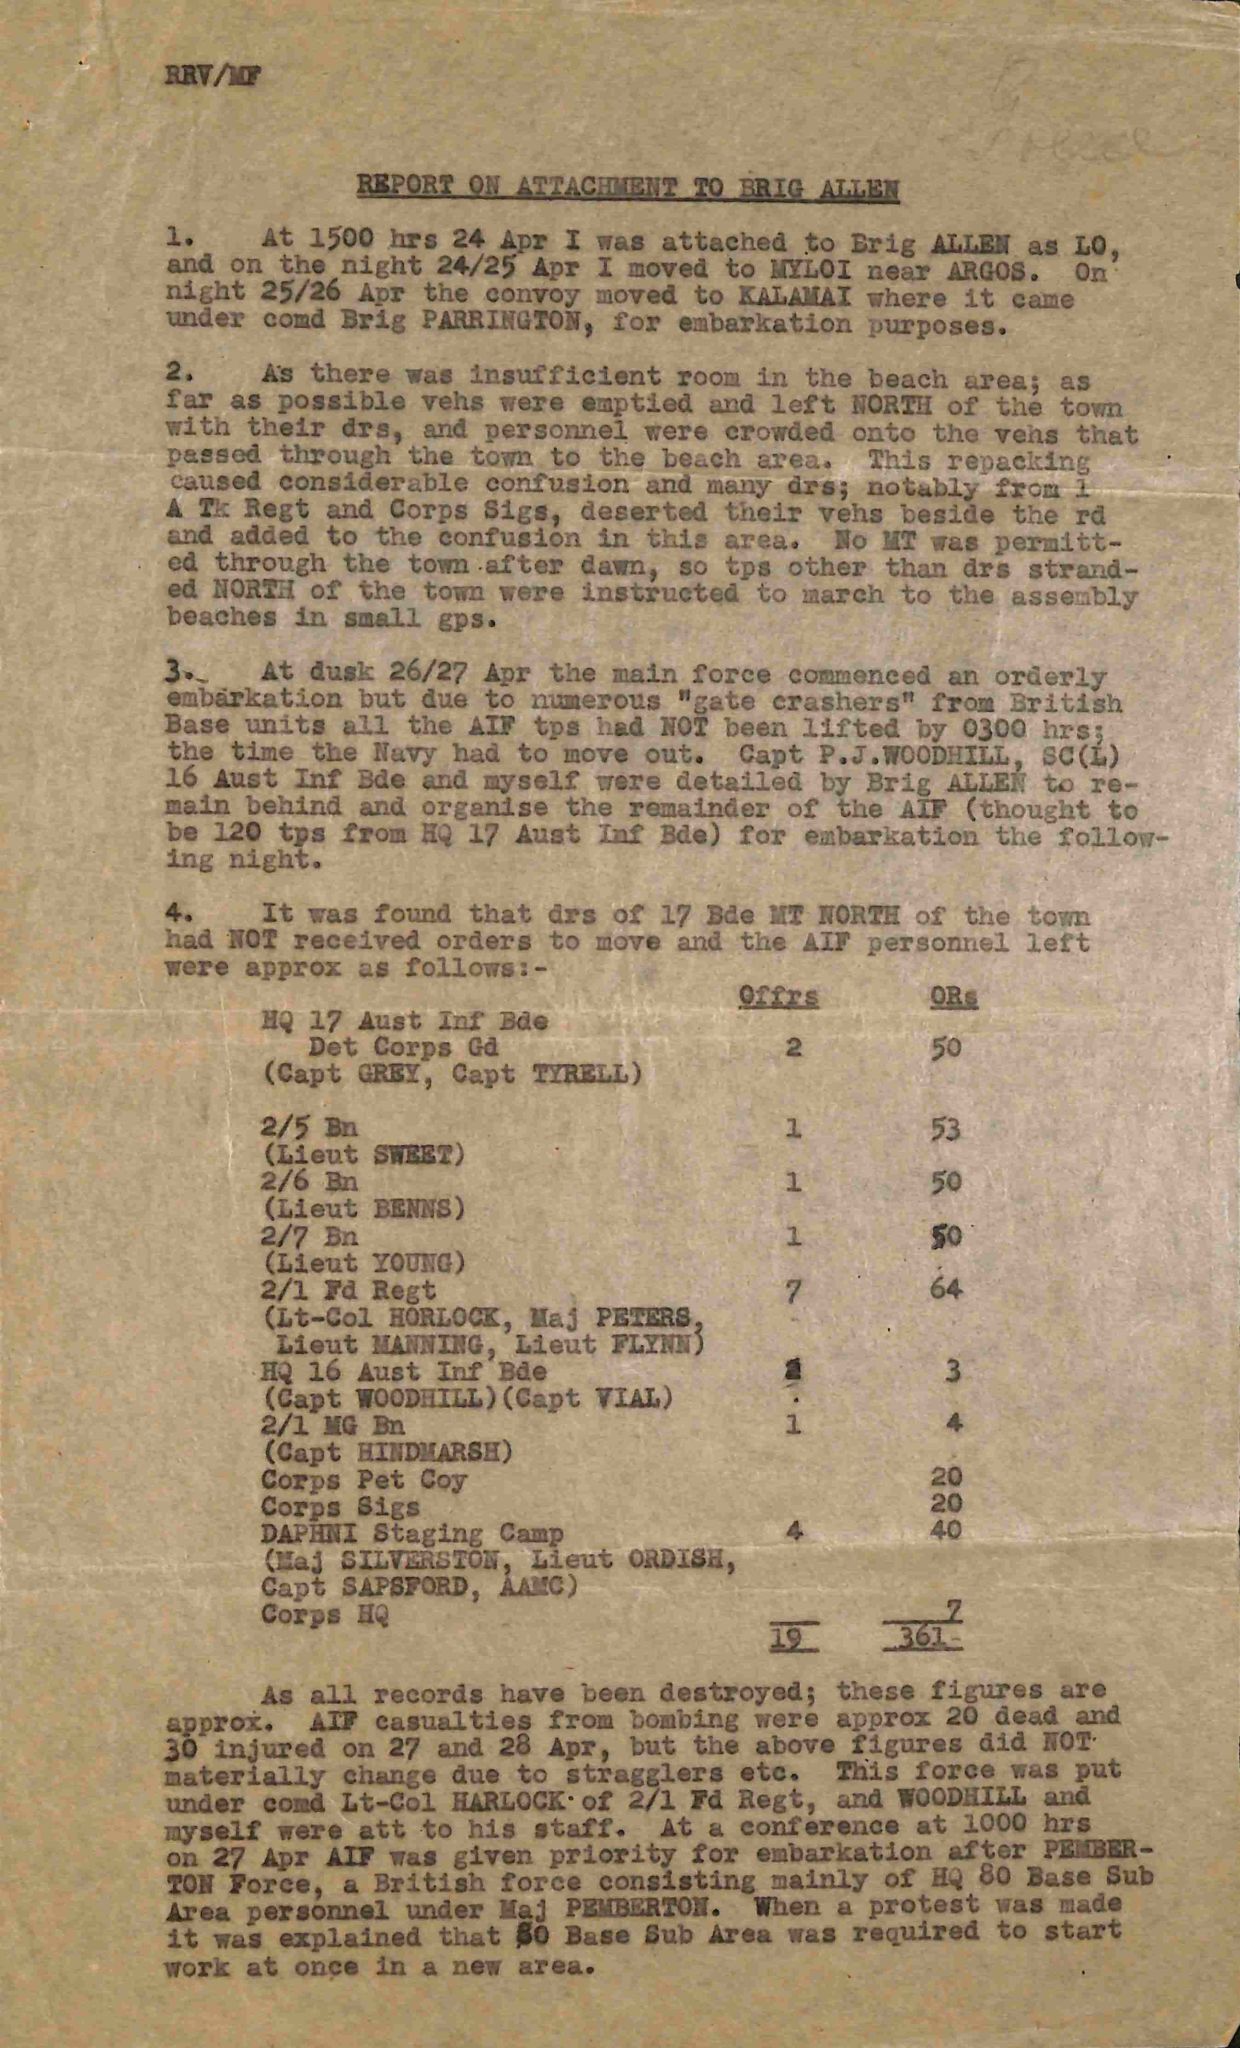 RRV/MF
REPORT ON ATTACHMENT TO BRIG ALLEN
1. At 1500 hrs 24 Apr I was attached to Brig ALLEN as LO,
and on the night 24/25 Apr I moved to MYLOI near ARGOS. On
night 25/26 Apr the convoy moved to KALAMAI where it came
under comd Brig PARRINGTON, for embarkation purposes.
2. As there was insufficient room in the beach area; as
far as possible vehs were emptied and left NORTH of the town
with their drs, and personnel were crowded onto the vehs that
passed through the town to the beach area. This repacking
caused considerable confusion and many drs; notably from 1
A Tk Regt and Corps Sigs, deserted their vehs beside the rd
and added to the confusion in this area. No MT was permitt-
ed through the town after dawn, so tps other than drs strand-
ed NORTH of the town were instructed to march to the assembly
beaches in small gps.
3. At dusk 26/27 Apr the main force commenced an orderly
embarkation but due to numerous "gate crashers" from British
Base units all the AIF tps had NOT been lifted by 0300 hrs;
the time the Navy had to move out. Capt P.J.WOODHILL, SC(L)
16 Aust Inf Bde and myself were detailed by Brig ALLEN to re-
main behind and organise the remainder of the AIF (thought to
be 120 tps from HQ 17 Aust Inf Bde) for embarkation the follow-
ing night.
4. It was found that drs of 17 Bde MT NORTH of the town
had NOT received orders to move and the AIF personnel left
were approx as follows:-
Offrs ORs
HQ 17 Aust Inf Bde
Det Corps Gd 2 50
(Capt GREY, Capt TYRELL)
2/5 Bn 1 53
(Lieut SWEET)
2/6 Bn 1 50
(Lieut BENNS)
2/7 Bn 1 50
(Lieut YOUNG)
2/1 Fd Regt 7 64
(Lt-Col HORLOCK, Maj PETERS,
Lieut MANNING, Lieut FLYNN)
HQ 16 Aust Inf Bde 2 3
(Capt WOODHILL)(Capt VIAL)
2/1 MG Bn 1 4
(Capt HINDMARSH)
Corps Pet Coy 20
Corps Sigs 20
DAPHNI Staging Camp 4 40
(Maj SILVERSTON, Lieut ORDISH,
Capt SAPSFORD, AAMC)
Corps HQ 7
19 361
As all records have been destroyed; these figures are
approx. AIF casualties from bombing were approx 20 dead and
30 injured on 27 and 28 Apr, but the above figures did NOT
materially change due to stragglers etc. This force was put
under comd Lt-Col HARLOCK of 2/1 Fd Regt, and WOODHILL and
myself were att to his staff. At a conference at 1000 hrs
on 27 Apr AIF was given priority for embarkation after PEMBER-
TON Force, a British force consisting mainly of HQ 80 Base Sub
Area personnel under Maj PEMBERTON. When a protest was made
it was explained that 80 Base Sub Area was required to start
work at once in a new area.